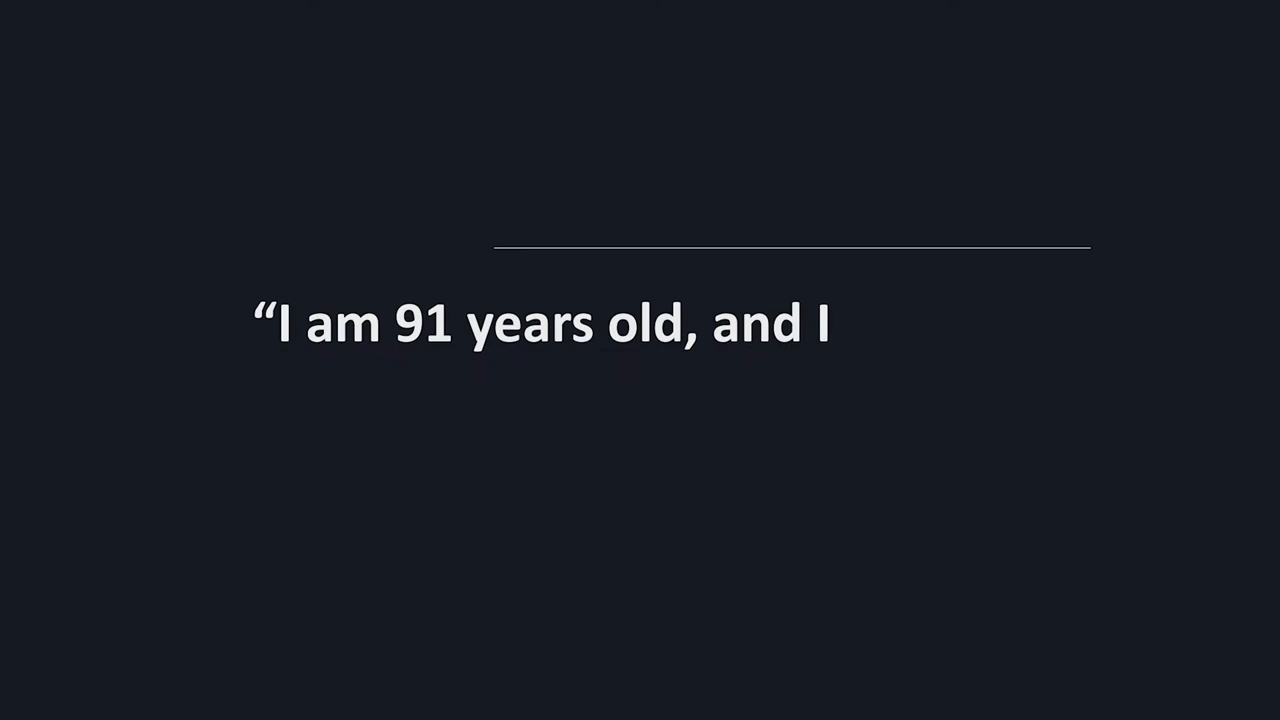 “I am 91 years old, and I